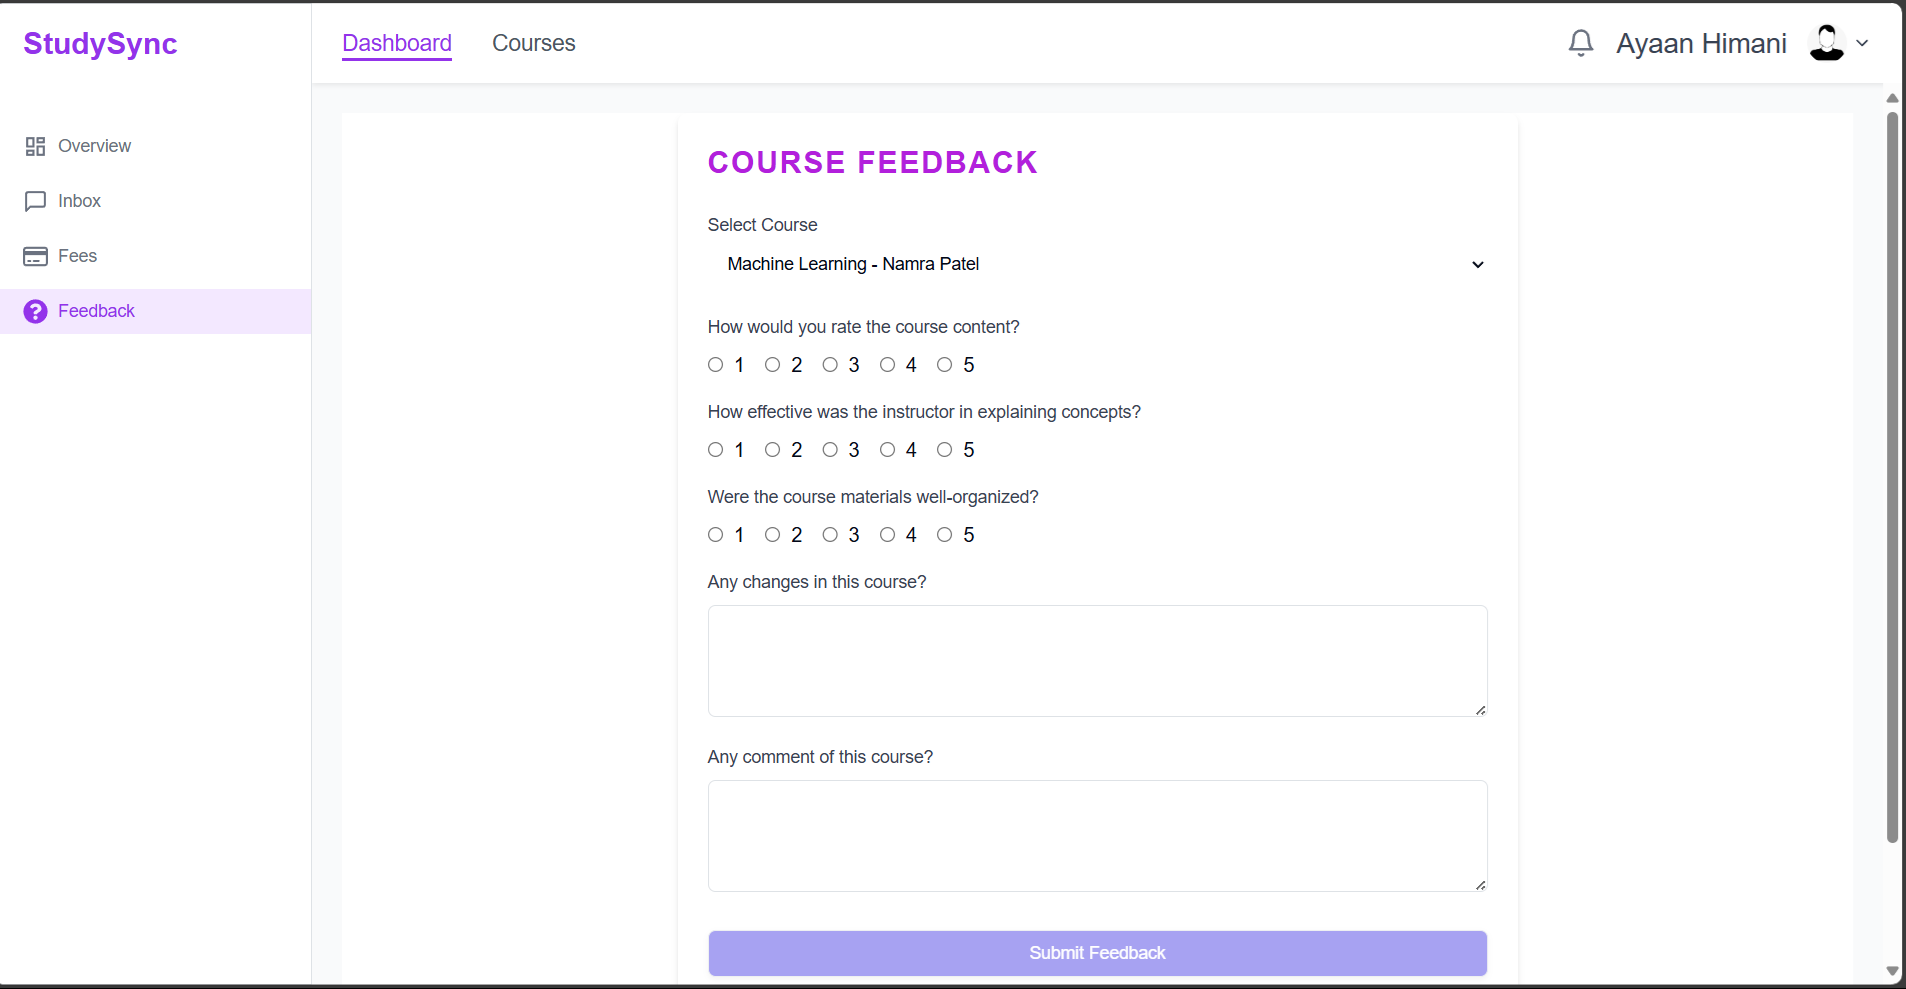 StudySync
Dashboard Courses
Ayaan Himani
Overview
Inbox
Fees
Feedback
COURSE FEEDBACK
Select Course
Machine Learning - Namra Patel
How would you rate the course content?
1 2 3 4 5
How effective was the instructor in explaining concepts?
1 2 3 4 5
Were the course materials well-organized?
1 2 3 4 5
Any changes in this course?
Any comment of this course?
Submit Feedback